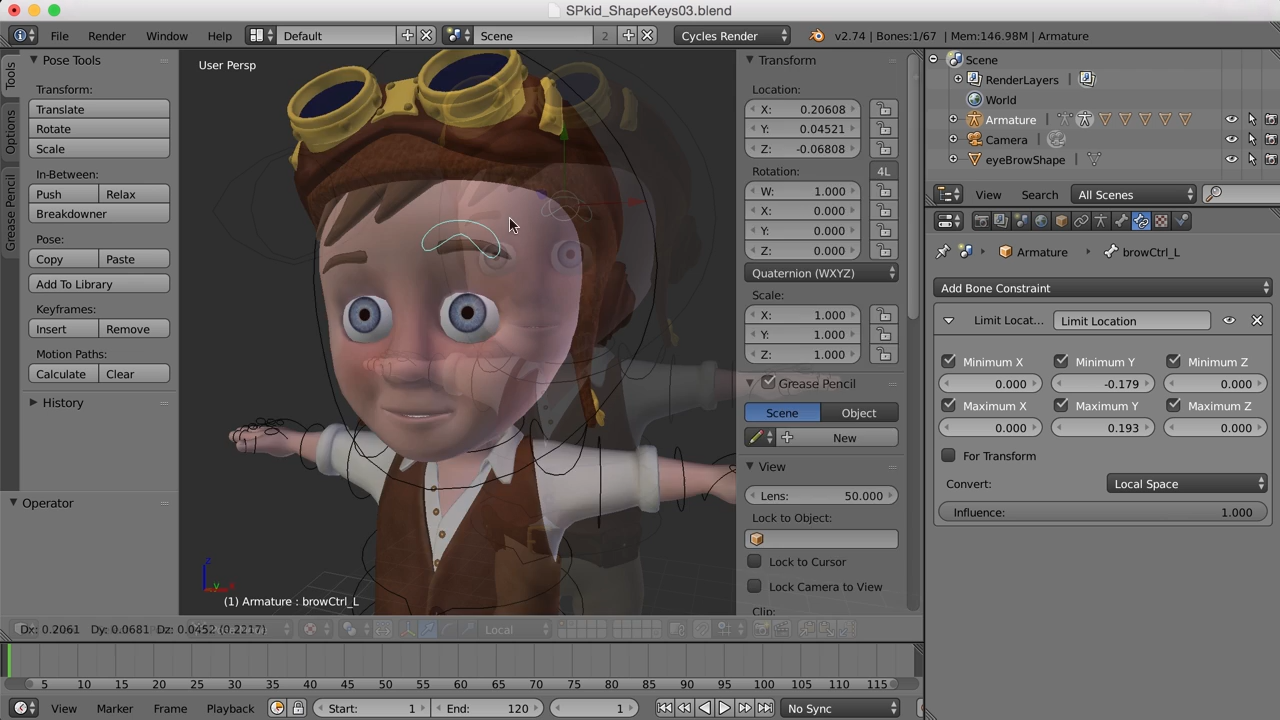 SPkid_ShapeKeys03.blend
File Render Window Help Default Scene 2 Cycles Render v2.74 | Bones:1/67 | Mem:146.98M | Armature
Tools
Options
Grease Pencil
Pose Tools
Transform:
Translate
Rotate
Scale
In-Between:
Push Relax
Breakdowner
Pose:
Copy Paste
Add To Library
Keyframes:
Insert Remove
Motion Paths:
Calculate Clear
History
Operator
User Persp
(1) Armature : browCtrl_L
Dx: 0.2061 Dy: 0.0681 Dz: 0.0452 (0.2217)
Local
Transform
Location:
X: 0.20608
Y: 0.04521
Z: -0.06808
Rotation: 4L
W: 1.000
X: 0.000
Y: 0.000
Z: 0.000
Quaternion (WXYZ)
Scale:
X: 1.000
Y: 1.000
Z: 1.000
Grease Pencil
Scene Object
New
View
Lens: 50.000
Lock to Object:
Lock to Cursor
Lock Camera to View
Clip:
Scene
RenderLayers
World
Armature
Camera
eyeBrowShape
View Search All Scenes
Armature browCtrl_L
Add Bone Constraint
Limit Locat... Limit Location
Minimum X Minimum Y Minimum Z
0.000 -0.179 0.000
Maximum X Maximum Y Maximum Z
0.000 0.193 0.000
For Transform
Convert: Local Space
Influence: 1.000
5 10 15 20 25 30 35 40 45 50 55 60 65 70 75 80 85 90 95 100 105 110 115
View Marker Frame Playback Start: 1 End: 120 1 No Sync